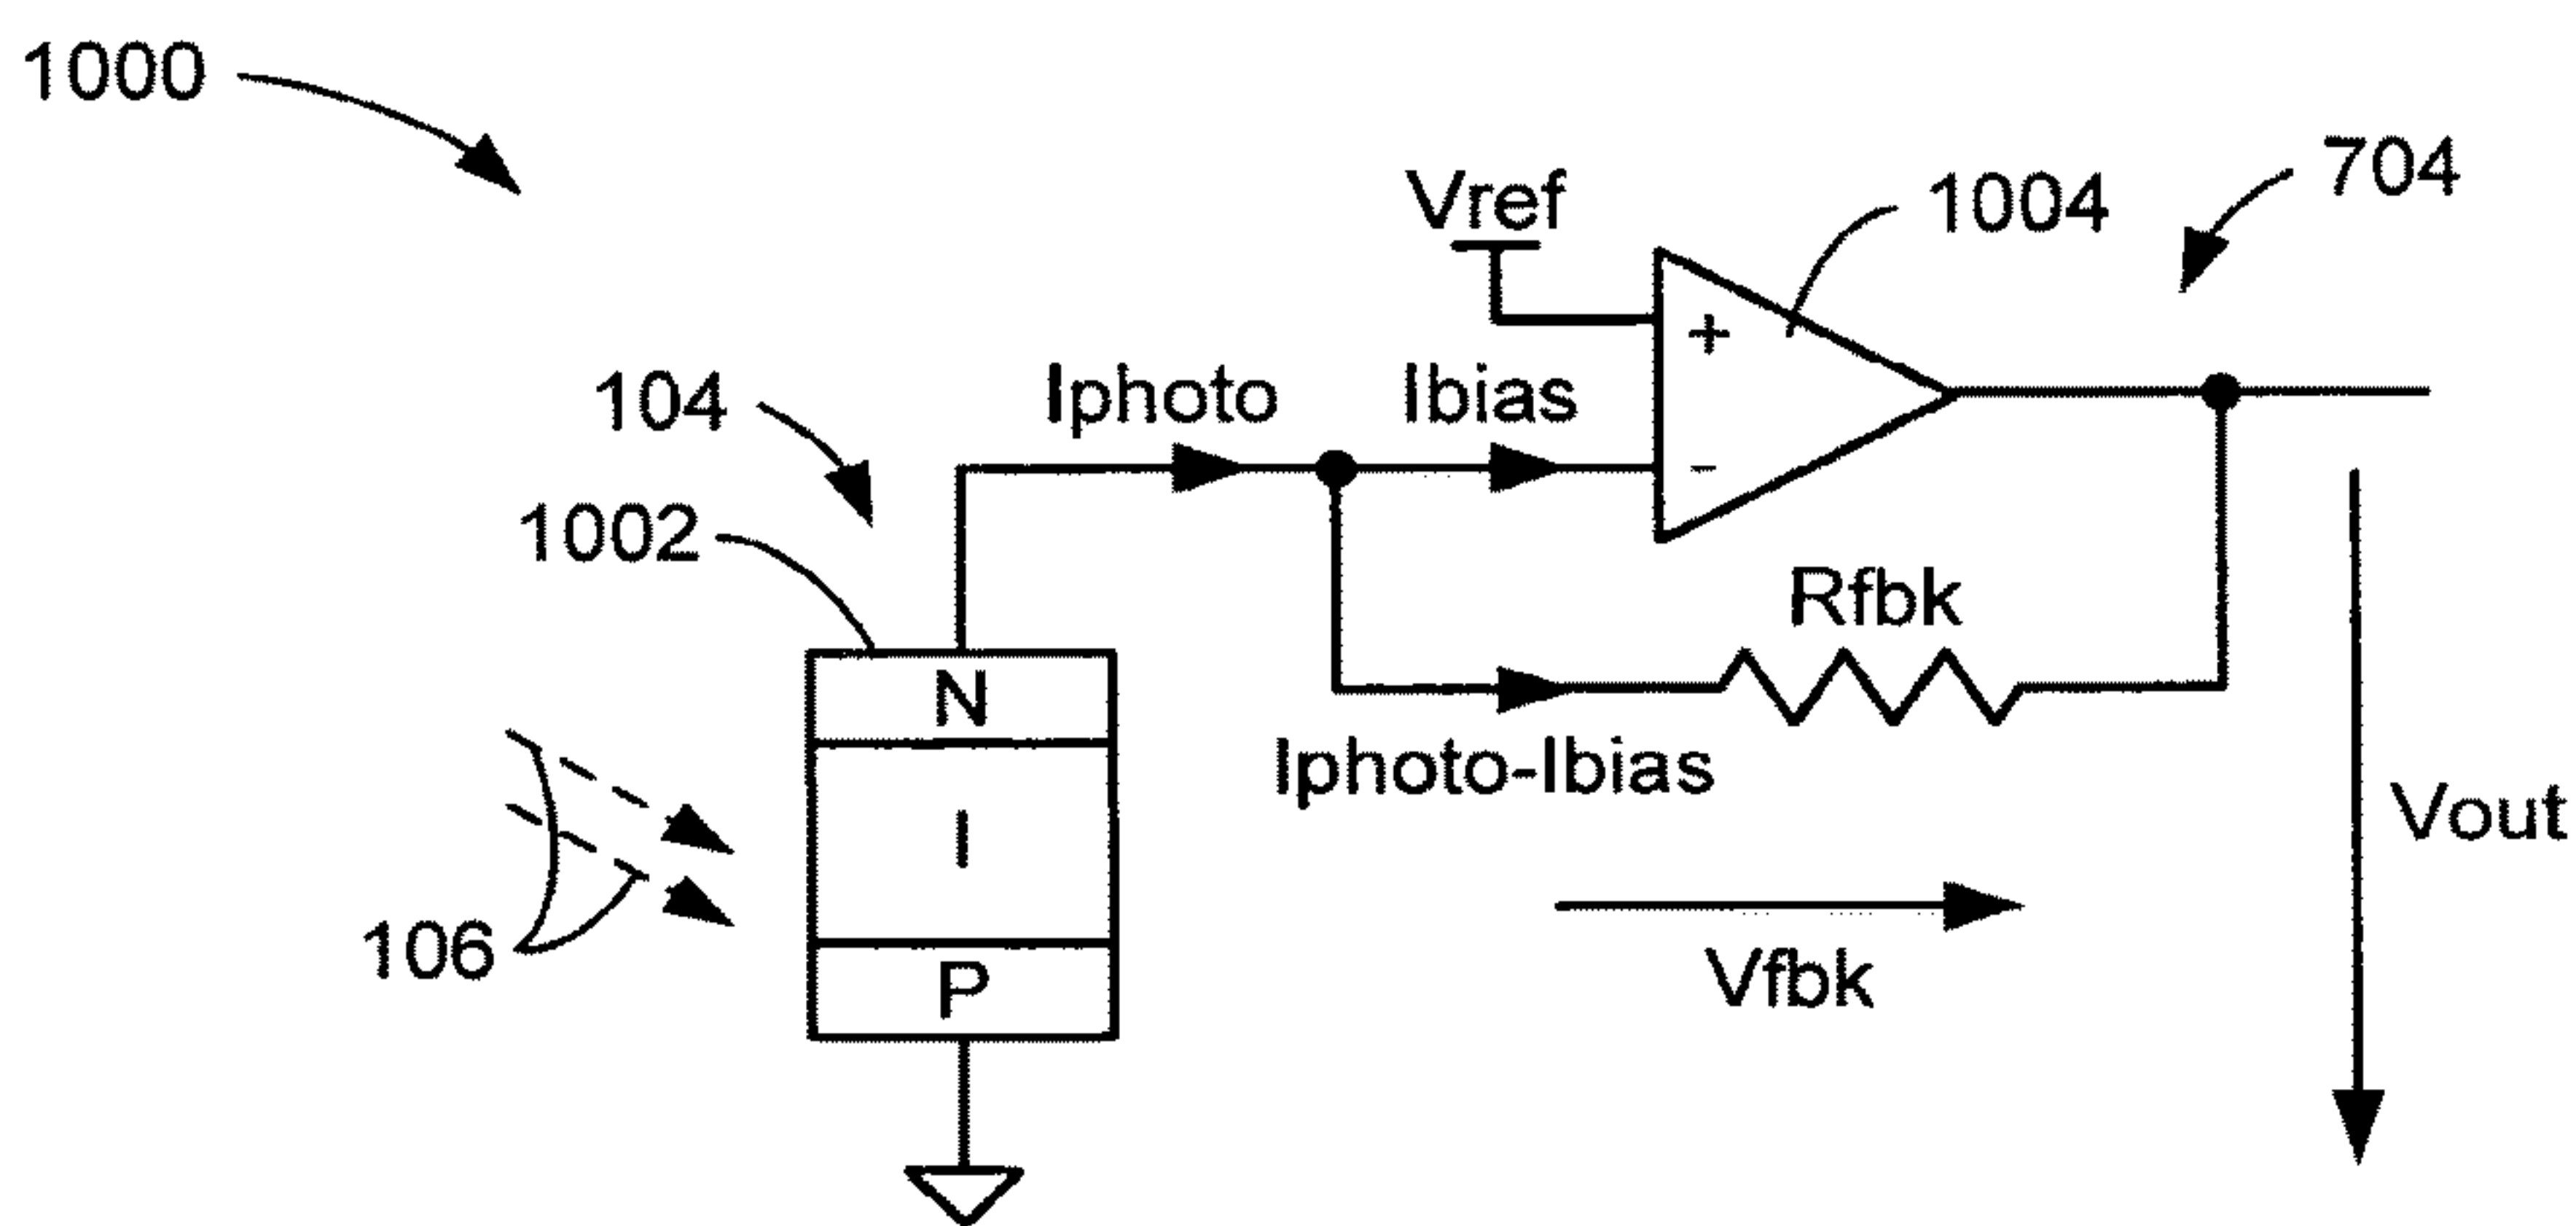 1000
704
Vref
1004
+
104
Iphoto
Ibias
-
1002
Rfbk
N
Iphoto-Ibias
I
Vout
106
P
Vfbk